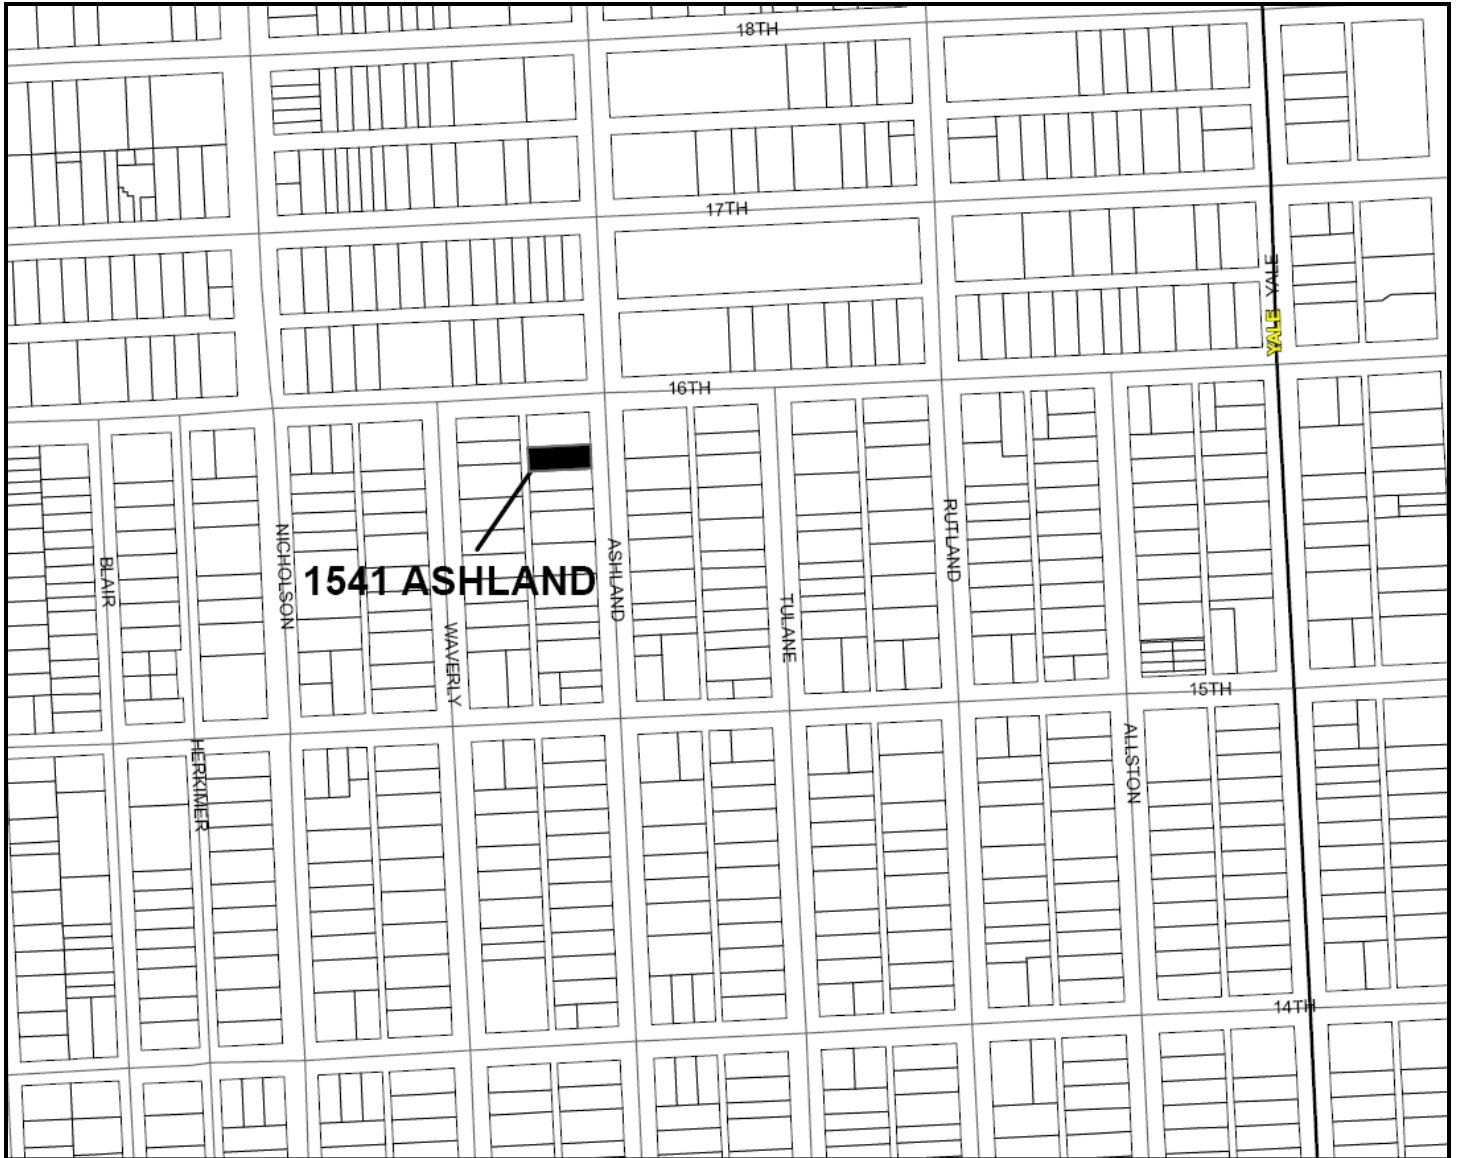 18TH
17TH
YALE
YALE
16TH
RUTLAND
NICHOLSON
ASHLAND
BLAIR
1541 ASHLAND
TULANE
WAVERLY
15TH
ALLSTON
HERKIMER
14TH